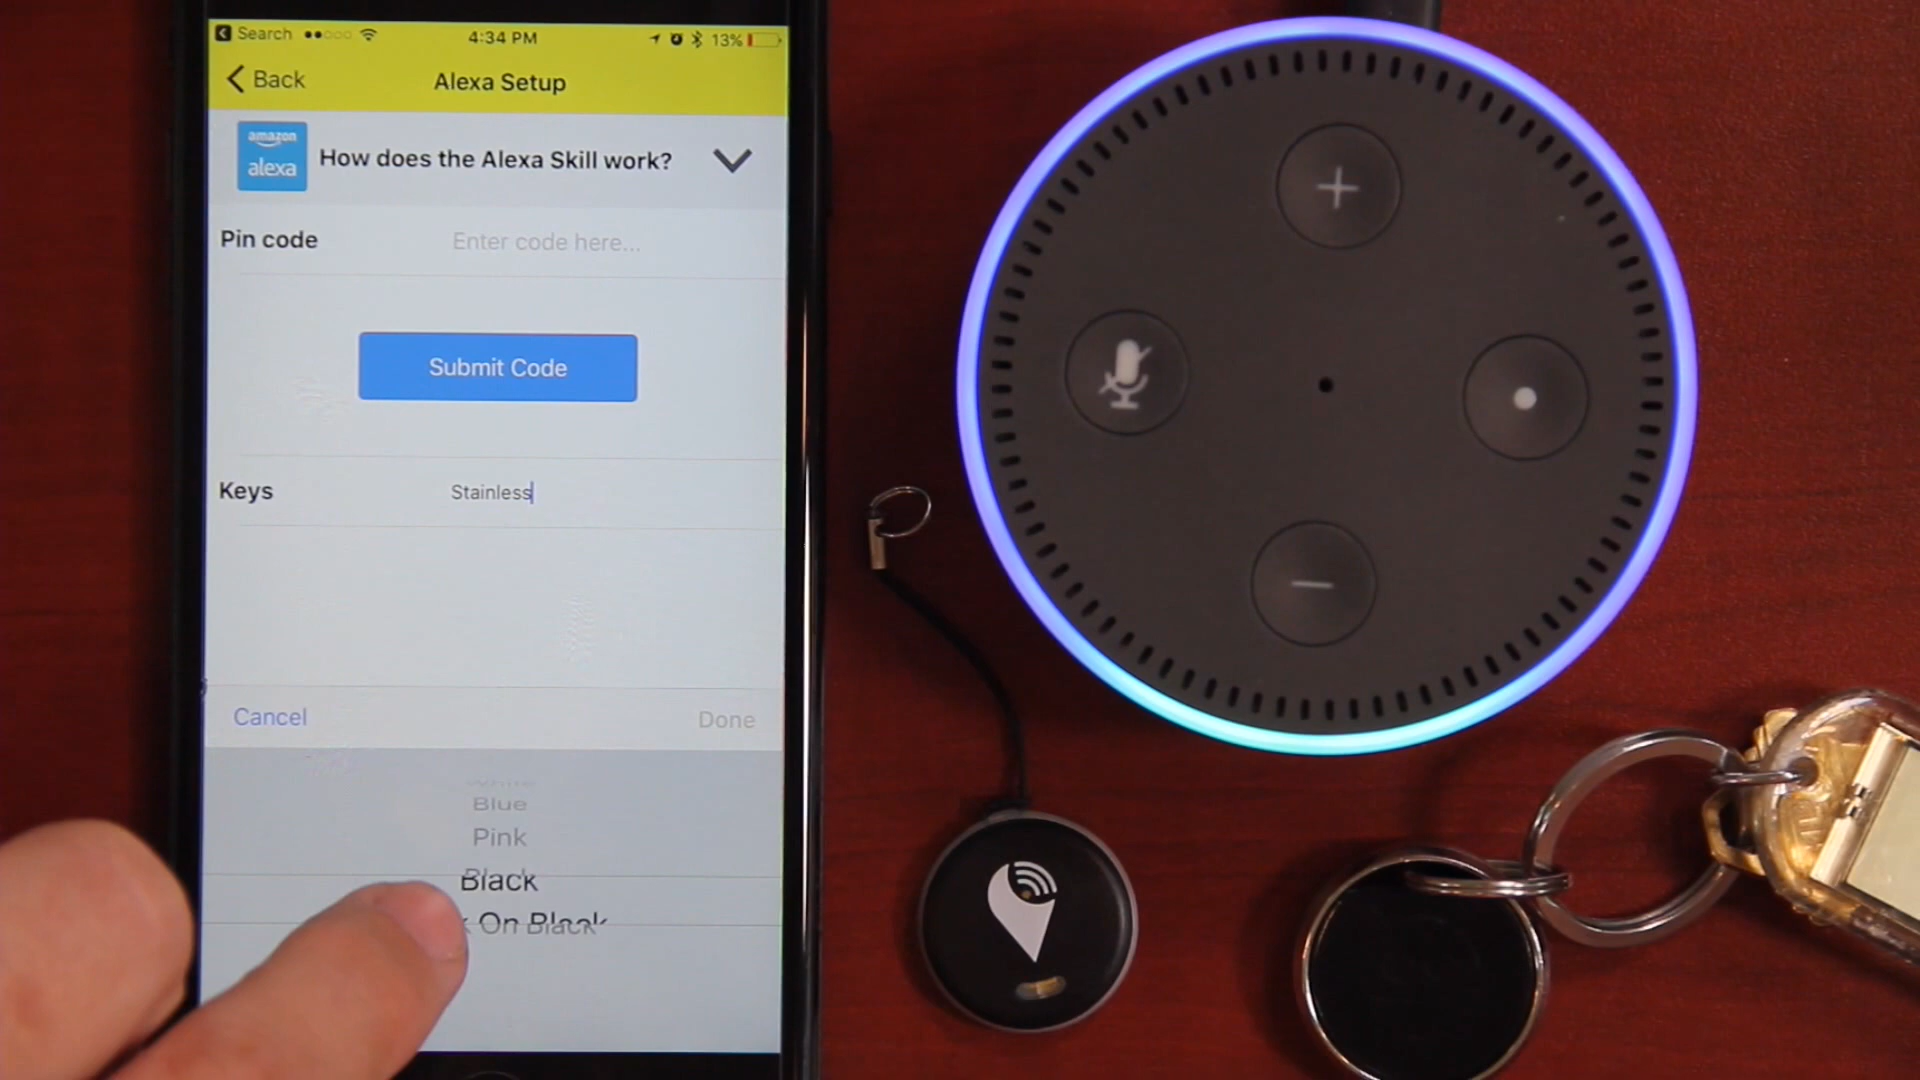 Search
4:34 PM
13%
Back
Alexa Setup
amazon
alexa
How does the Alexa Skill work?
Pin code
Enter code here...
Submit Code
Keys
Stainless
Cancel
Done
White
Blue
Pink
Black
On Black